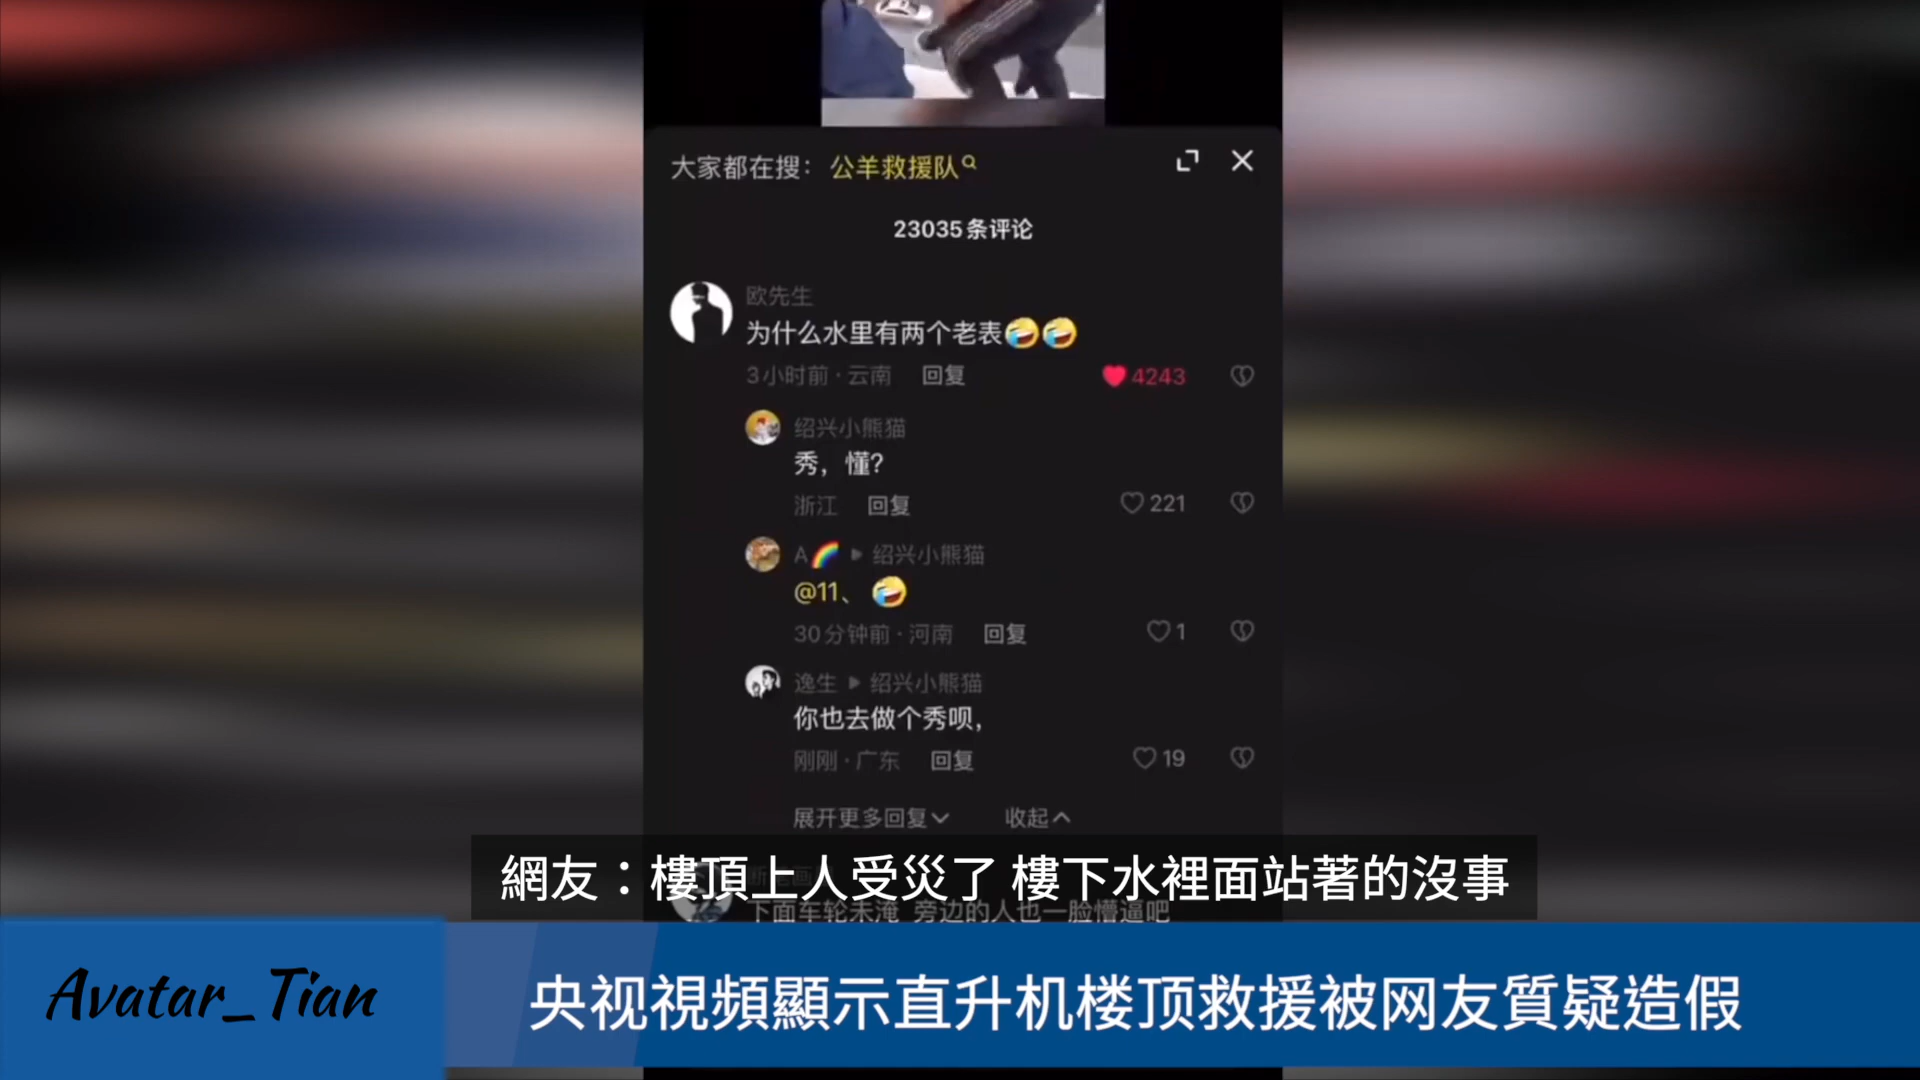 大家都在搜：公羊救援队
23035条评论
欧先生
为什么水里有两个老表🤣🤣
3小时前·云南 回复 4243
绍兴小熊猫
秀，懂?
浙江 回复 221
A🌈 ▶ 绍兴小熊猫
@11、 🤣
30分钟前·河南 回复 1
逸生 ▶ 绍兴小熊猫
你也去做个秀呗，
刚刚·广东 回复 19
展开更多回复 收起
網友：樓頂上人受災了 樓下水裡面站著的沒事
下面车轮未淹 旁边的人也一脸懵逼吧
Avatar_Tian
央视視頻顯示直升机楼顶救援被网友質疑造假